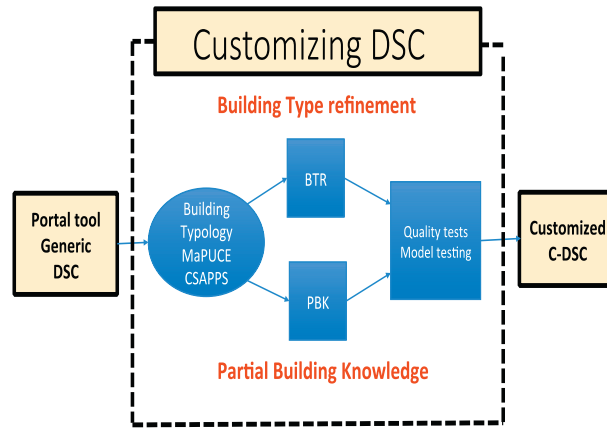 Customizing DSC
Building Type refinement
BTR
Portal tool
Generic
DSC
Building
Typology
MaPUCE
CSAPPS
Quality tests
Model testing
Customized
C-DSC
PBK
Partial Building Knowledge